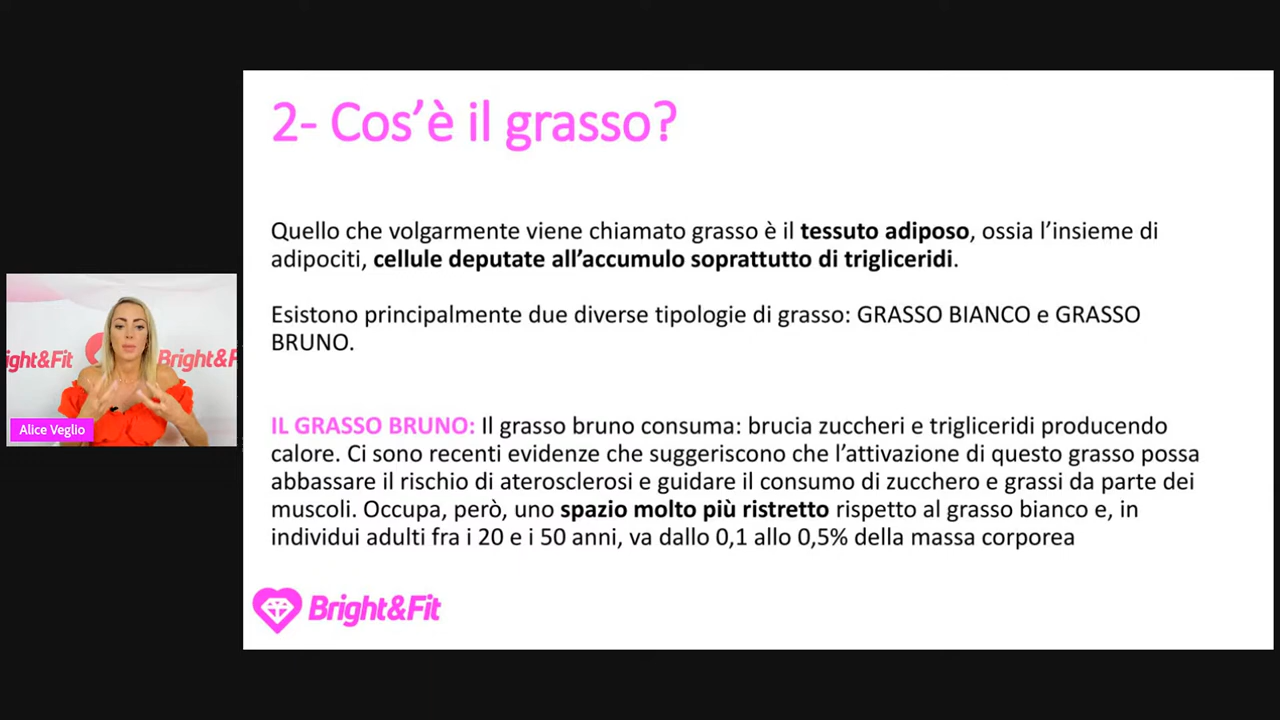 2- Cos’è il grasso?
Quello che volgarmente viene chiamato grasso è il tessuto adiposo, ossia l’insieme di
adipociti, cellule deputate all’accumulo soprattutto di trigliceridi.
Esistono principalmente due diverse tipologie di grasso: GRASSO BIANCO e GRASSO
BRUNO.
IL GRASSO BRUNO: Il grasso bruno consuma: brucia zuccheri e trigliceridi producendo
calore. Ci sono recenti evidenze che suggeriscono che l’attivazione di questo grasso possa
abbassare il rischio di aterosclerosi e guidare il consumo di zucchero e grassi da parte dei
muscoli. Occupa, però, uno spazio molto più ristretto rispetto al grasso bianco e, in
individui adulti fra i 20 e i 50 anni, va dallo 0,1 allo 0,5% della massa corporea
Bright&Fit
ight&Fit
Bright&F
Alice Veglio